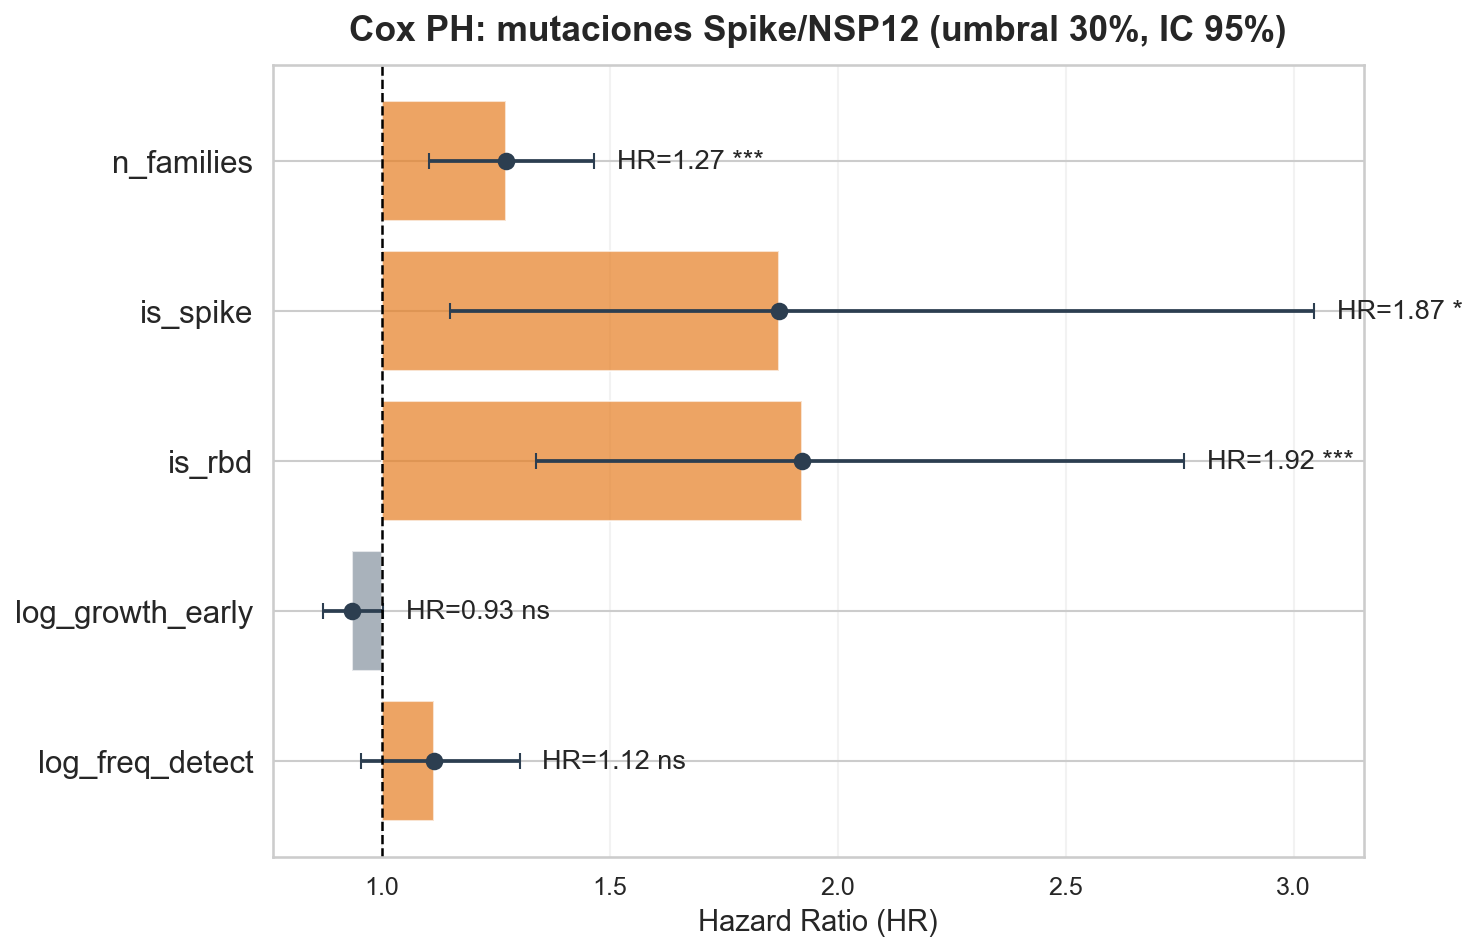 Cox PH: mutaciones Spike/NSP12 (umbral 30%, IC 95%)
n_families
HR=1.27 ***
is_spike
HR=1.87 *
is_rbd
HR=1.92 ***
log_growth_early
HR=0.93 ns
log_freq_detect
HR=1.12 ns
1.0 1.5 2.0 2.5 3.0
Hazard Ratio (HR)